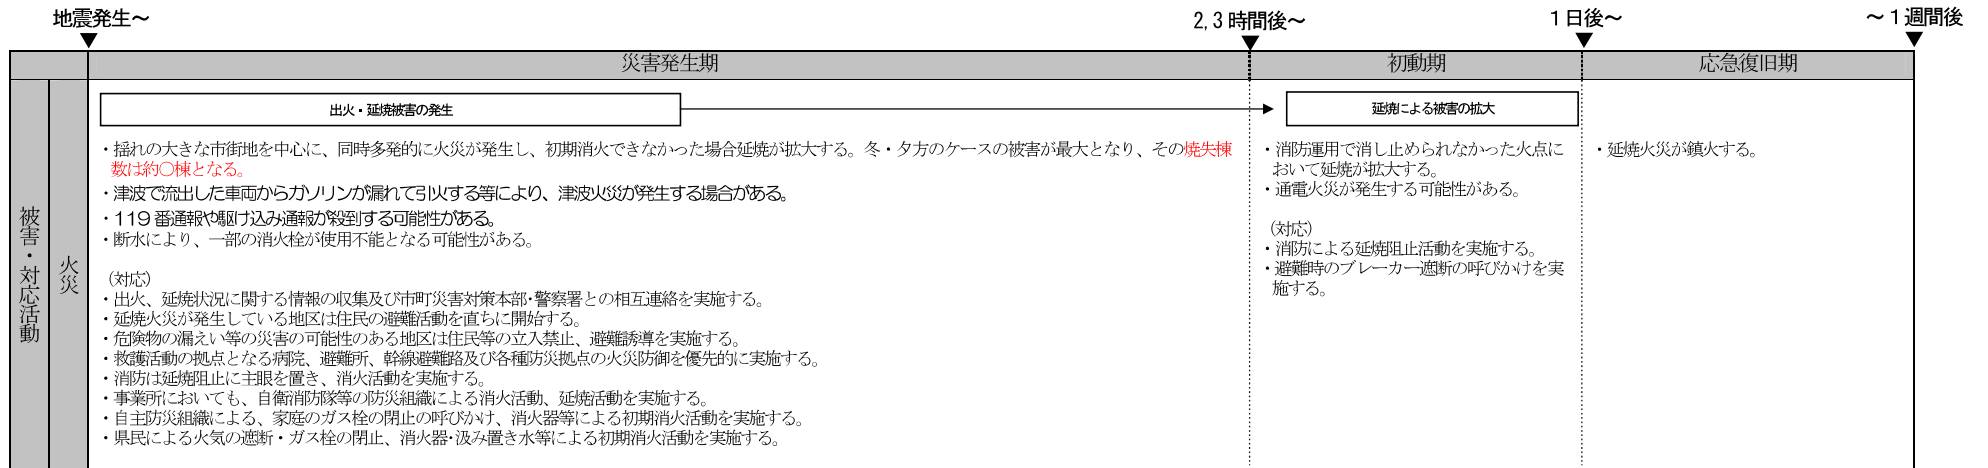 地震発生～
2,3時間後～
1日後～
～1週間後
災害発生期
初動期
応急復旧期
被害・対応活動
火災
出火・延焼被害の発生
・揺れの大きな市街地を中心に、同時多発的に火災が発生し、初期消火できなかった場合延焼が拡大する。冬・夕方のケースの被害が最大となり、その焼失棟
数は約〇棟となる。
・津波で流出した車両からガソリンが漏れて引火する等により、津波火災が発生する場合がある。
・119番通報や駆け込み通報が殺到する可能性がある。
・断水により、一部の消火栓が使用不能となる可能性がある。
（対応）
・出火、延焼状況に関する情報の収集及び市町災害対策本部・警察署との相互連絡を実施する。
・延焼火災が発生している地区は住民の避難活動を直ちに開始する。
・危険物の漏えい等の災害の可能性のある地区は住民等の立入禁止、避難誘導を実施する。
・救護活動の拠点となる病院、避難所、幹線避難路及び各種防災拠点の火災防御を優先的に実施する。
・消防は延焼阻止に主眼を置き、消火活動を実施する。
・事業所においても、自衛消防隊等の防災組織による消火活動、延焼活動を実施する。
・自主防災組織による、家庭のガス栓の閉止の呼びかけ、消火器等による初期消火活動を実施する。
・県民による火気の遮断・ガス栓の閉止、消火器・汲み置き水等による初期消火活動を実施する。
延焼による被害の拡大
・消防運用で消し止められなかった火点に
おいて延焼が拡大する。
・通電火災が発生する可能性がある。
（対応）
・消防による延焼阻止活動を実施する。
・避難時のブレーカー遮断の呼びかけを実
施する。
・延焼火災が鎮火する。